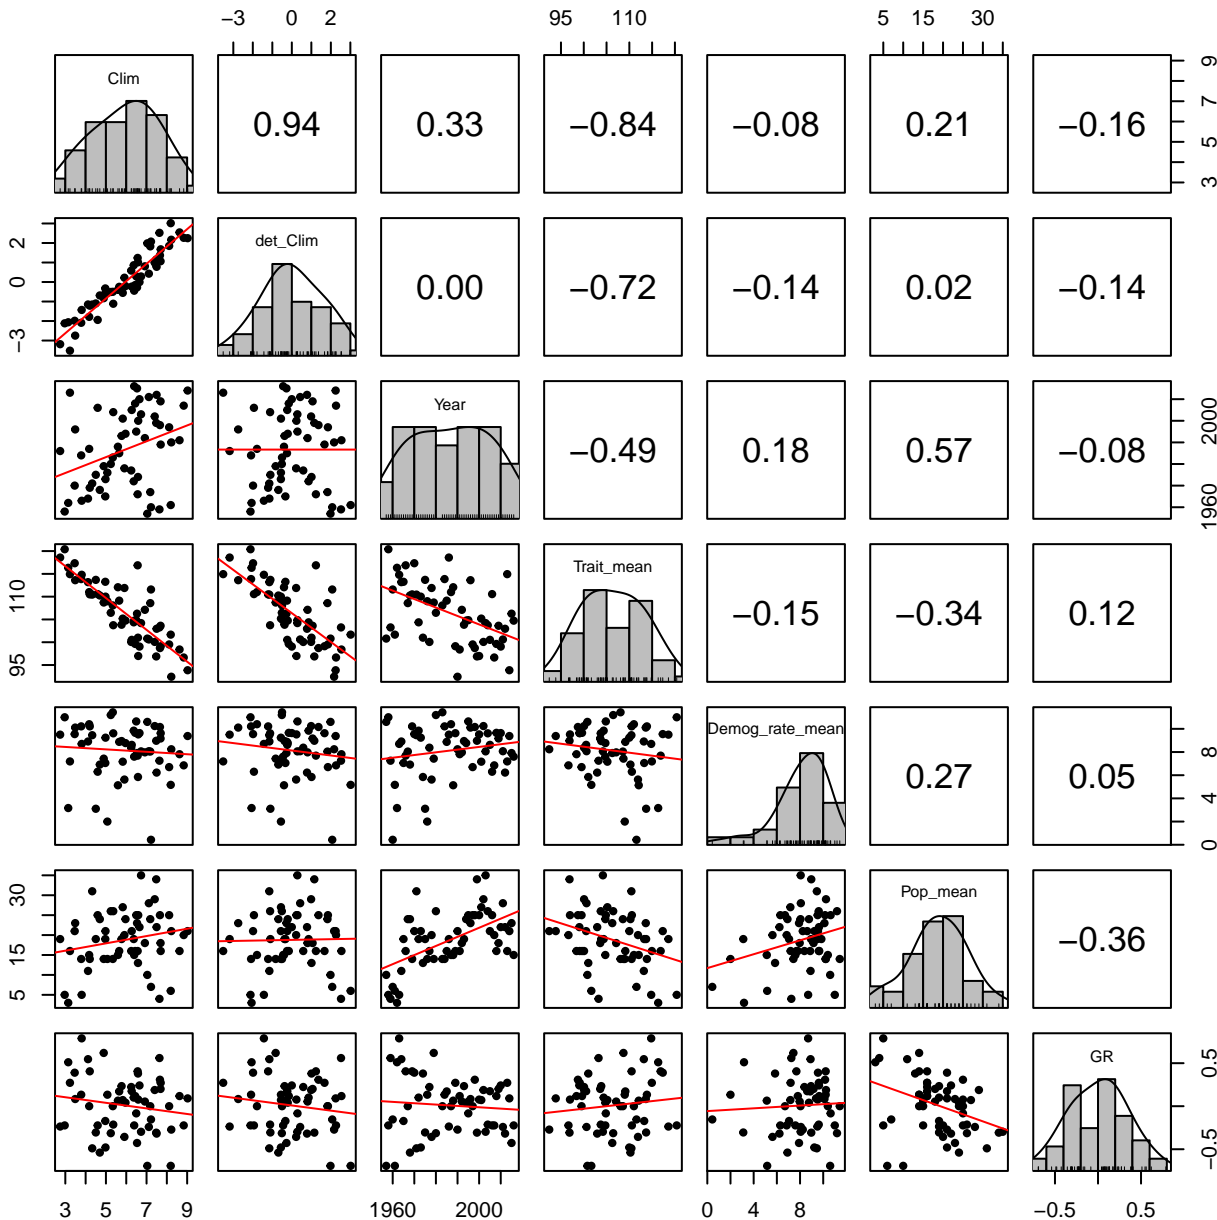 −3 0 2 95 110 5 15 30
Clim 0.94 0.33 −0.84 −0.08 0.21 −0.16 3 5 7 9
−3 0 2 det_Clim 0.00 −0.72 −0.14 0.02 −0.14
Year −0.49 0.18 0.57 −0.08 1960 2000
95 110 Trait_mean −0.15 −0.34 0.12
Demog_rate_mean 0.27 0.05 0 4 8
5 15 30 Pop_mean −0.36
GR −0.5 0.5
3 5 7 9 1960 2000 0 4 8 −0.5 0.5